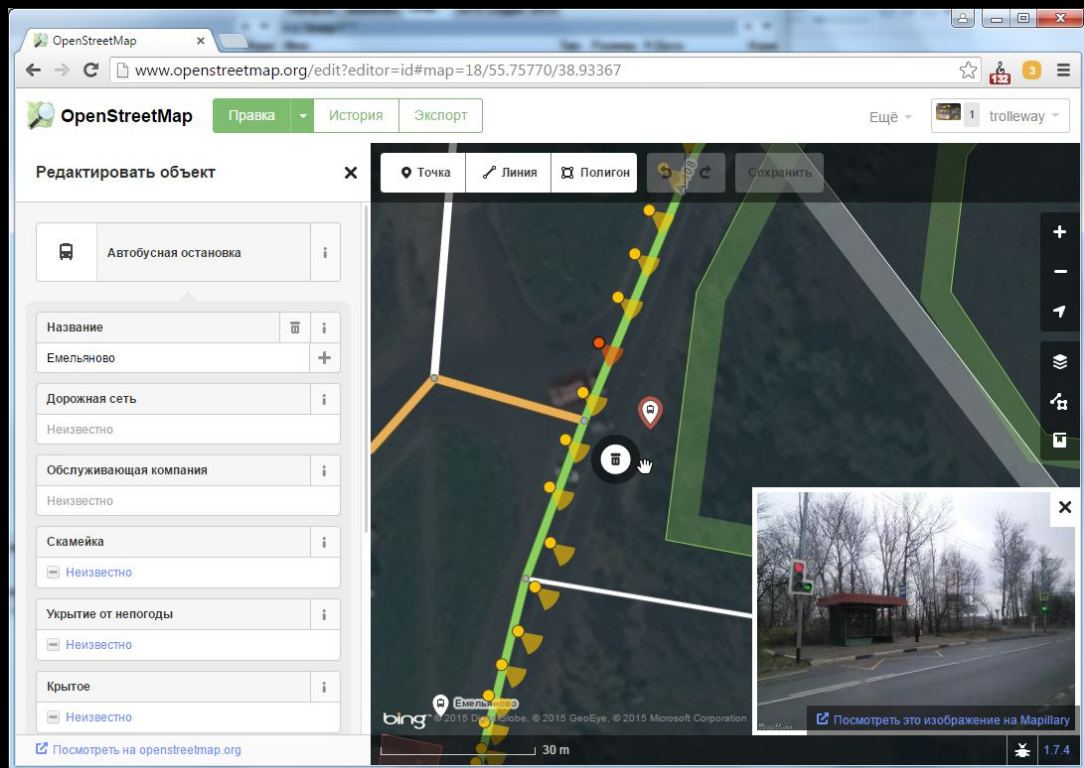 OpenStreetMap
www.openstreetmap.org/edit?editor=id#map=18/55.75770/38.93367
132
3
OpenStreetMap
Правка
История
Экспорт
Ещё
1
trolleway
Редактировать объект
Точка
Линия
Полигон
Сохранить
Автобусная остановка
Название
Емельяново
Дорожная сеть
Неизвестно
Обслуживающая компания
Неизвестно
Скамейка
Неизвестно
Укрытие от непогоды
Неизвестно
Крытое
Неизвестно
Посмотреть на openstreetmap.org
Емельяново
bing
© 2015 DigitalGlobe, © 2015 GeoEye, © 2015 Microsoft Corporation
30 m
Посмотреть это изображение на Mapillary
1.7.4